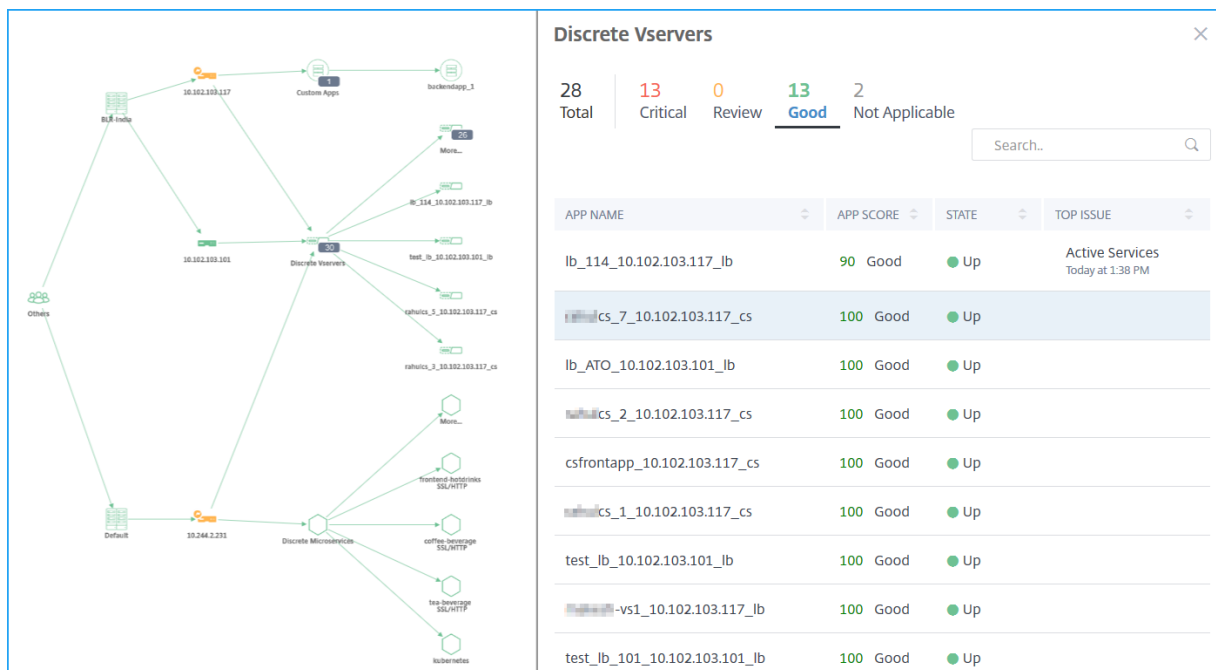 10.102.103.117
1
Custom Apps
backendapp_1
BLR-India
26
More...
lb_114_10.102.103.117_lb
10.102.103.101
30
Discrete Vservers
test_lb_10.102.103.101_lb
Others
rahulcs_5_10.102.103.117_cs
rahulcs_3_10.102.103.117_cs
More...
frontend-hotdrinks
SSL/HTTP
Default
10.244.2.231
Discrete Microservices
coffee-beverage
SSL/HTTP
tea-beverage
SSL/HTTP
kubernetes
Discrete Vservers
28 13 0 13 2
Total Critical Review Good Not Applicable
Search..
APP NAME APP SCORE STATE TOP ISSUE
lb_114_10.102.103.117_lb 90 Good Up Active Services
Today at 1:38 PM
cs_7_10.102.103.117_cs 100 Good Up
lb_ATO_10.102.103.101_lb 100 Good Up
cs_2_10.102.103.117_cs 100 Good Up
csfrontapp_10.102.103.117_cs 100 Good Up
cs_1_10.102.103.117_cs 100 Good Up
test_lb_10.102.103.101_lb 100 Good Up
-vs1_10.102.103.117_lb 100 Good Up
test_lb_101_10.102.103.101_lb 100 Good Up